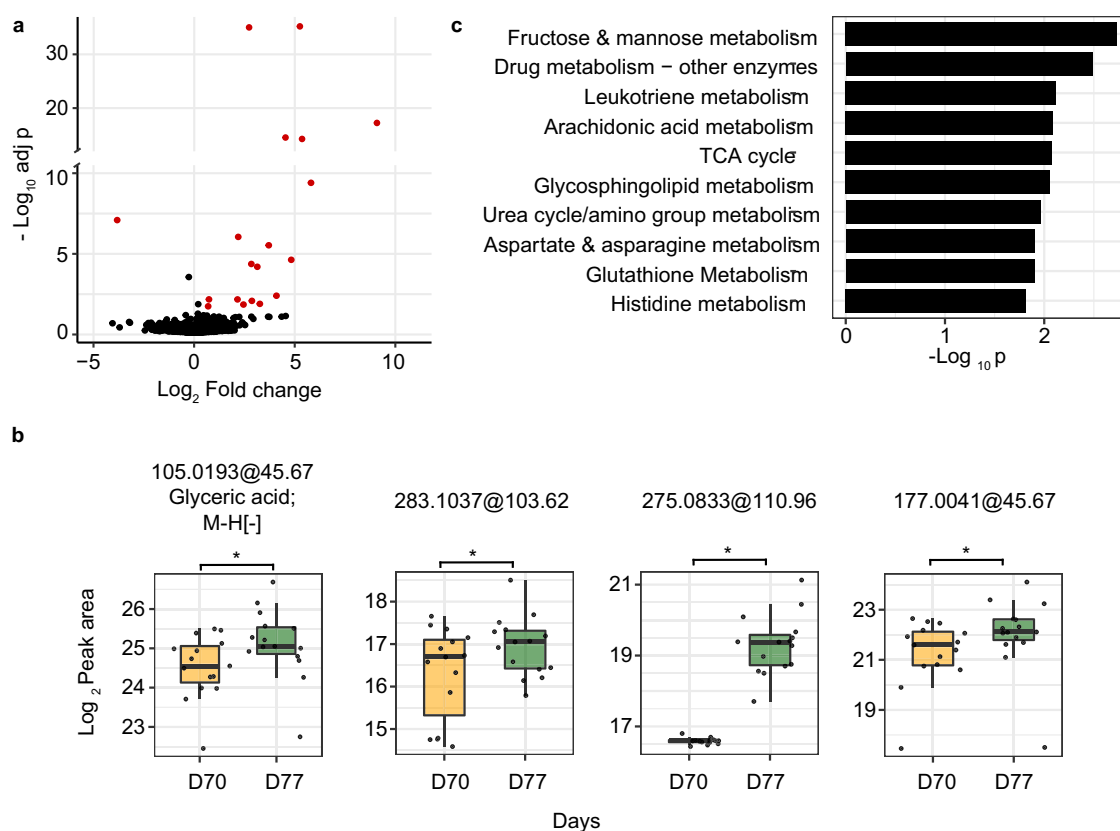 a
- Log10 adj p
30
20
10
5
0
−5
0
5
10
Log2 Fold change
c
Fructose & mannose metabolism
Drug metabolism − other enzymes
Leukotriene metabolism
Arachidonic acid metabolism
TCA cycle
Glycosphingolipid metabolism
Urea cycle/amino group metabolism
Aspartate & asparagine metabolism
Glutathione Metabolism
Histidine metabolism
0
1
2
-Log 10 p
b
105.0193@45.67
Glyceric acid;
M-H[-]
283.1037@103.62
275.0833@110.96
177.0041@45.67
*
*
*
*
Log 2 Peak area
26
25
24
23
18
17
16
15
21
19
17
23
21
19
D70
D77
D70
D77
D70
D77
D70
D77
Days